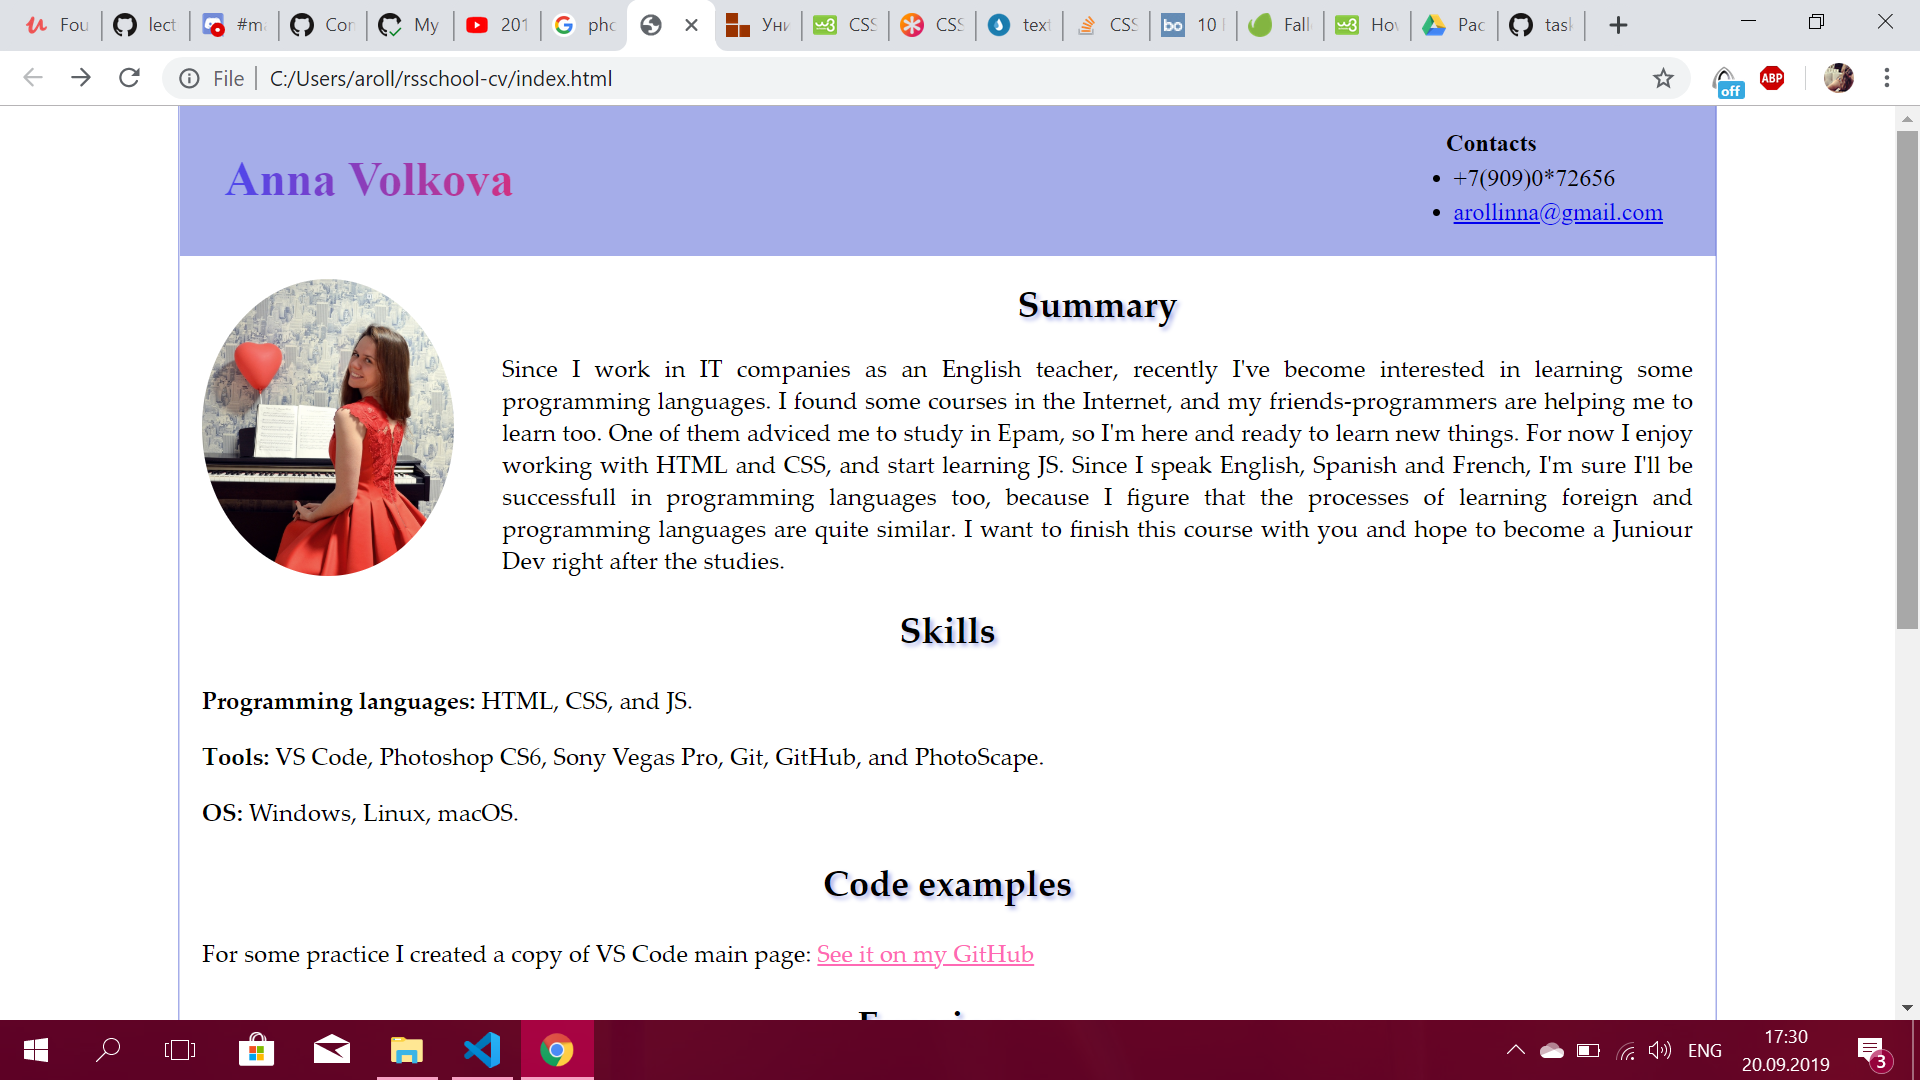 Fou
lect
#m
Con
My
201
pho
Уни
CSS
CSS
text
CSS
bo 10
Fall
Hov
Pac
task
File C:/Users/aroll/rsschool-cv/index.html
off
ABP
Anna Volkova
Contacts
+7(909)0*72656
arollinna@gmail.com
Summary
Since I work in IT companies as an English teacher, recently I've become interested in learning some
programming languages. I found some courses in the Internet, and my friends-programmers are helping me to
learn too. One of them adviced me to study in Epam, so I'm here and ready to learn new things. For now I enjoy
working with HTML and CSS, and start learning JS. Since I speak English, Spanish and French, I'm sure I'll be
successfull in programming languages too, because I figure that the processes of learning foreign and
programming languages are quite similar. I want to finish this course with you and hope to become a Juniour
Dev right after the studies.
Skills
Programming languages: HTML, CSS, and JS.
Tools: VS Code, Photoshop CS6, Sony Vegas Pro, Git, GitHub, and PhotoScape.
OS: Windows, Linux, macOS.
Code examples
For some practice I created a copy of VS Code main page: See it on my GitHub
ENG
17:30
20.09.2019
3